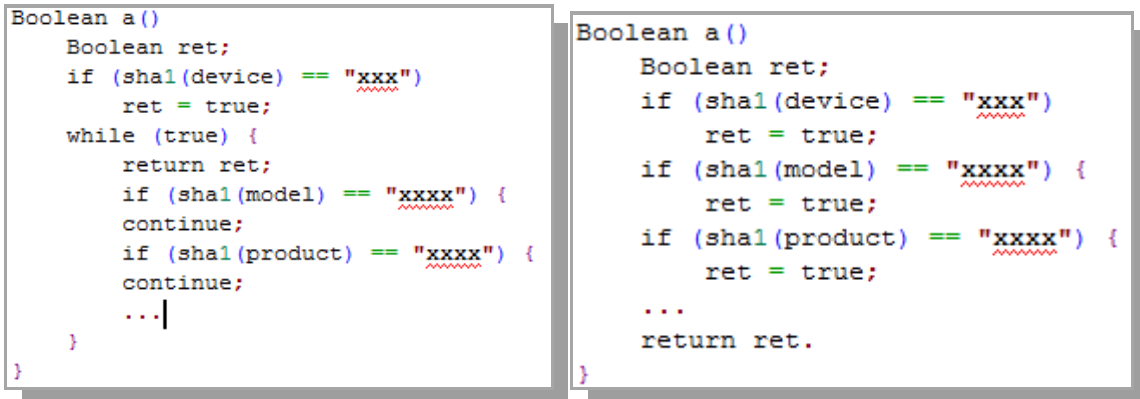 Boolean a()
Boolean ret;
if (sha1(device) == "xxx")
ret = true;
while (true) {
return ret;
if (sha1(model) == "xxxx") {
continue;
if (sha1(product) == "xxxx") {
continue;
...
}
}
Boolean a()
Boolean ret;
if (sha1(device) == "xxx")
ret = true;
if (sha1(model) == "xxxx") {
ret = true;
if (sha1(product) == "xxxx") {
ret = true;
...
return ret.
}